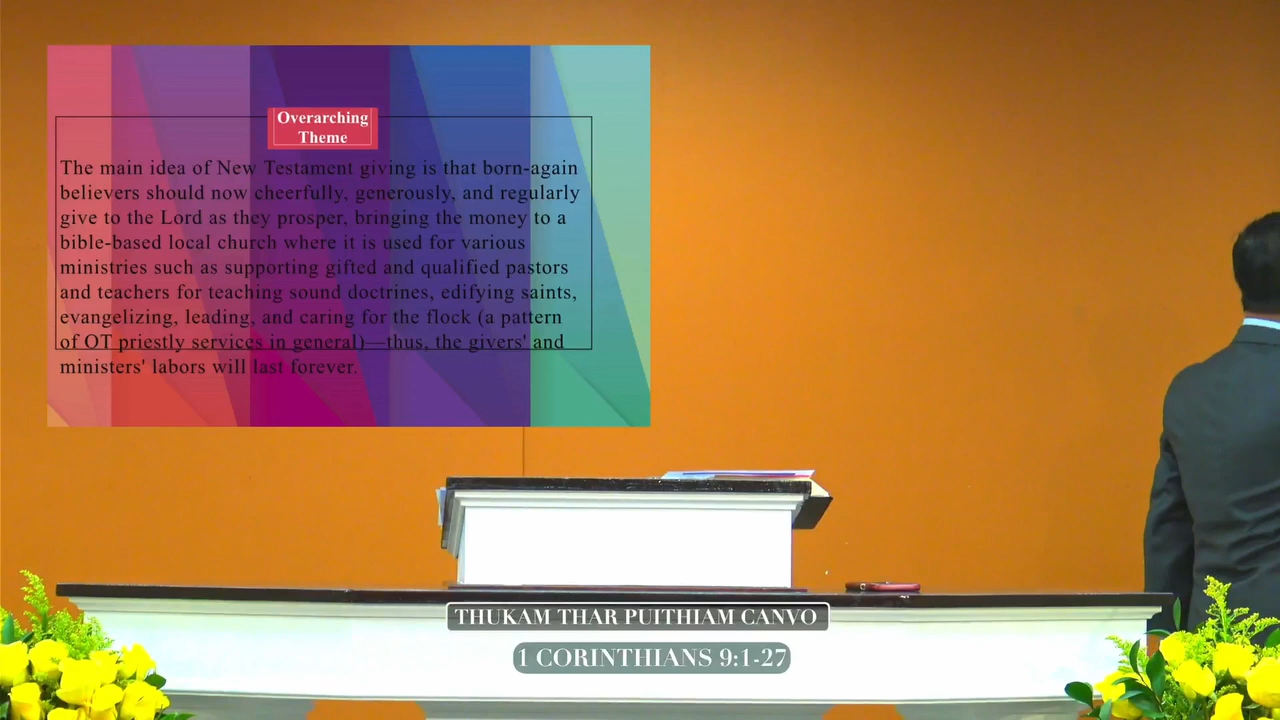 Overarching
Theme
The main idea of New Testament giving is that born-again
believers should now cheerfully, generously, and regularly
give to the Lord as they prosper, bringing the money to a
bible-based local church where it is used for various
ministries such as supporting gifted and qualified pastors
and teachers for teaching sound doctrines, edifying saints,
evangelizing, leading, and caring for the flock (a pattern
of OT priestly services in general)—thus, the givers' and
ministers' labors will last forever.
THUKAM THAR PUITHIAM CANVO
1 CORINTHIANS 9:1-27